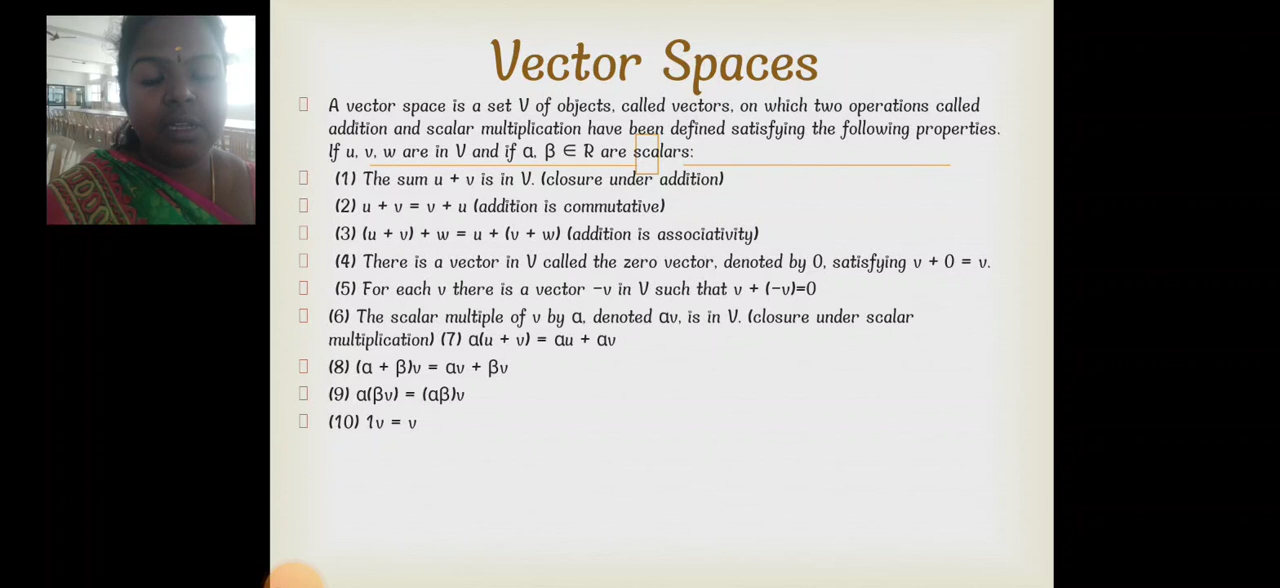 Vector Spaces
A vector space is a set V of objects, called vectors, on which two operations called
addition and scalar multiplication have been defined satisfying the following properties.
If u, v, w are in V and if α, β ∈ R are scalars:
(1) The sum u + v is in V. (closure under addition)
(2) u + v = v + u (addition is commutative)
(3) (u + v) + w = u + (v + w) (addition is associativity)
(4) There is a vector in V called the zero vector, denoted by 0, satisfying v + 0 = v.
(5) For each v there is a vector −v in V such that v + (−v)=0
(6) The scalar multiple of v by α, denoted αv, is in V. (closure under scalar
multiplication) (7) α(u + v) = αu + αv
(8) (α + β)v = αv + βv
(9) α(βv) = (αβ)v
(10) 1v = v